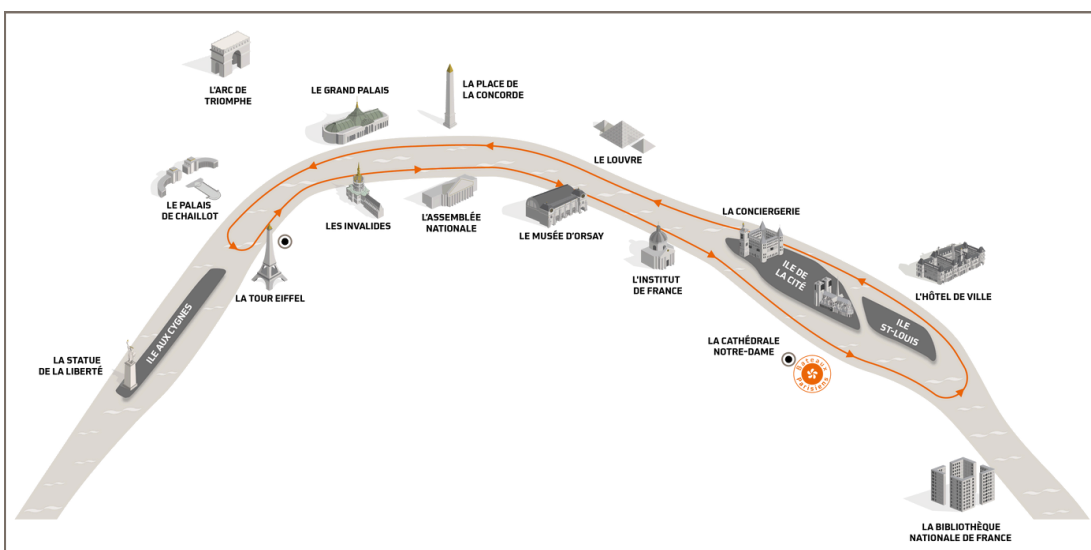 L'ARC DE
TRIOMPHE
LE GRAND PALAIS
LA PLACE DE
LA CONCORDE
LE LOUVRE
LE PALAIS
DE CHAILLOT
LES INVALIDES
L'ASSEMBLÉE
NATIONALE
LE MUSÉE D'ORSAY
LA CONCIERGERIE
L'INSTITUT
DE FRANCE
ILE DE
LA CITÉ
L'HÔTEL DE VILLE
LA TOUR EIFFEL
ILE
ST-LOUIS
ILE AUX CYGNES
LA STATUE
DE LA LIBERTÉ
LA CATHÉDRALE
NOTRE-DAME
Bateaux
Parisiens
LA BIBLIOTHÈQUE
NATIONALE DE FRANCE